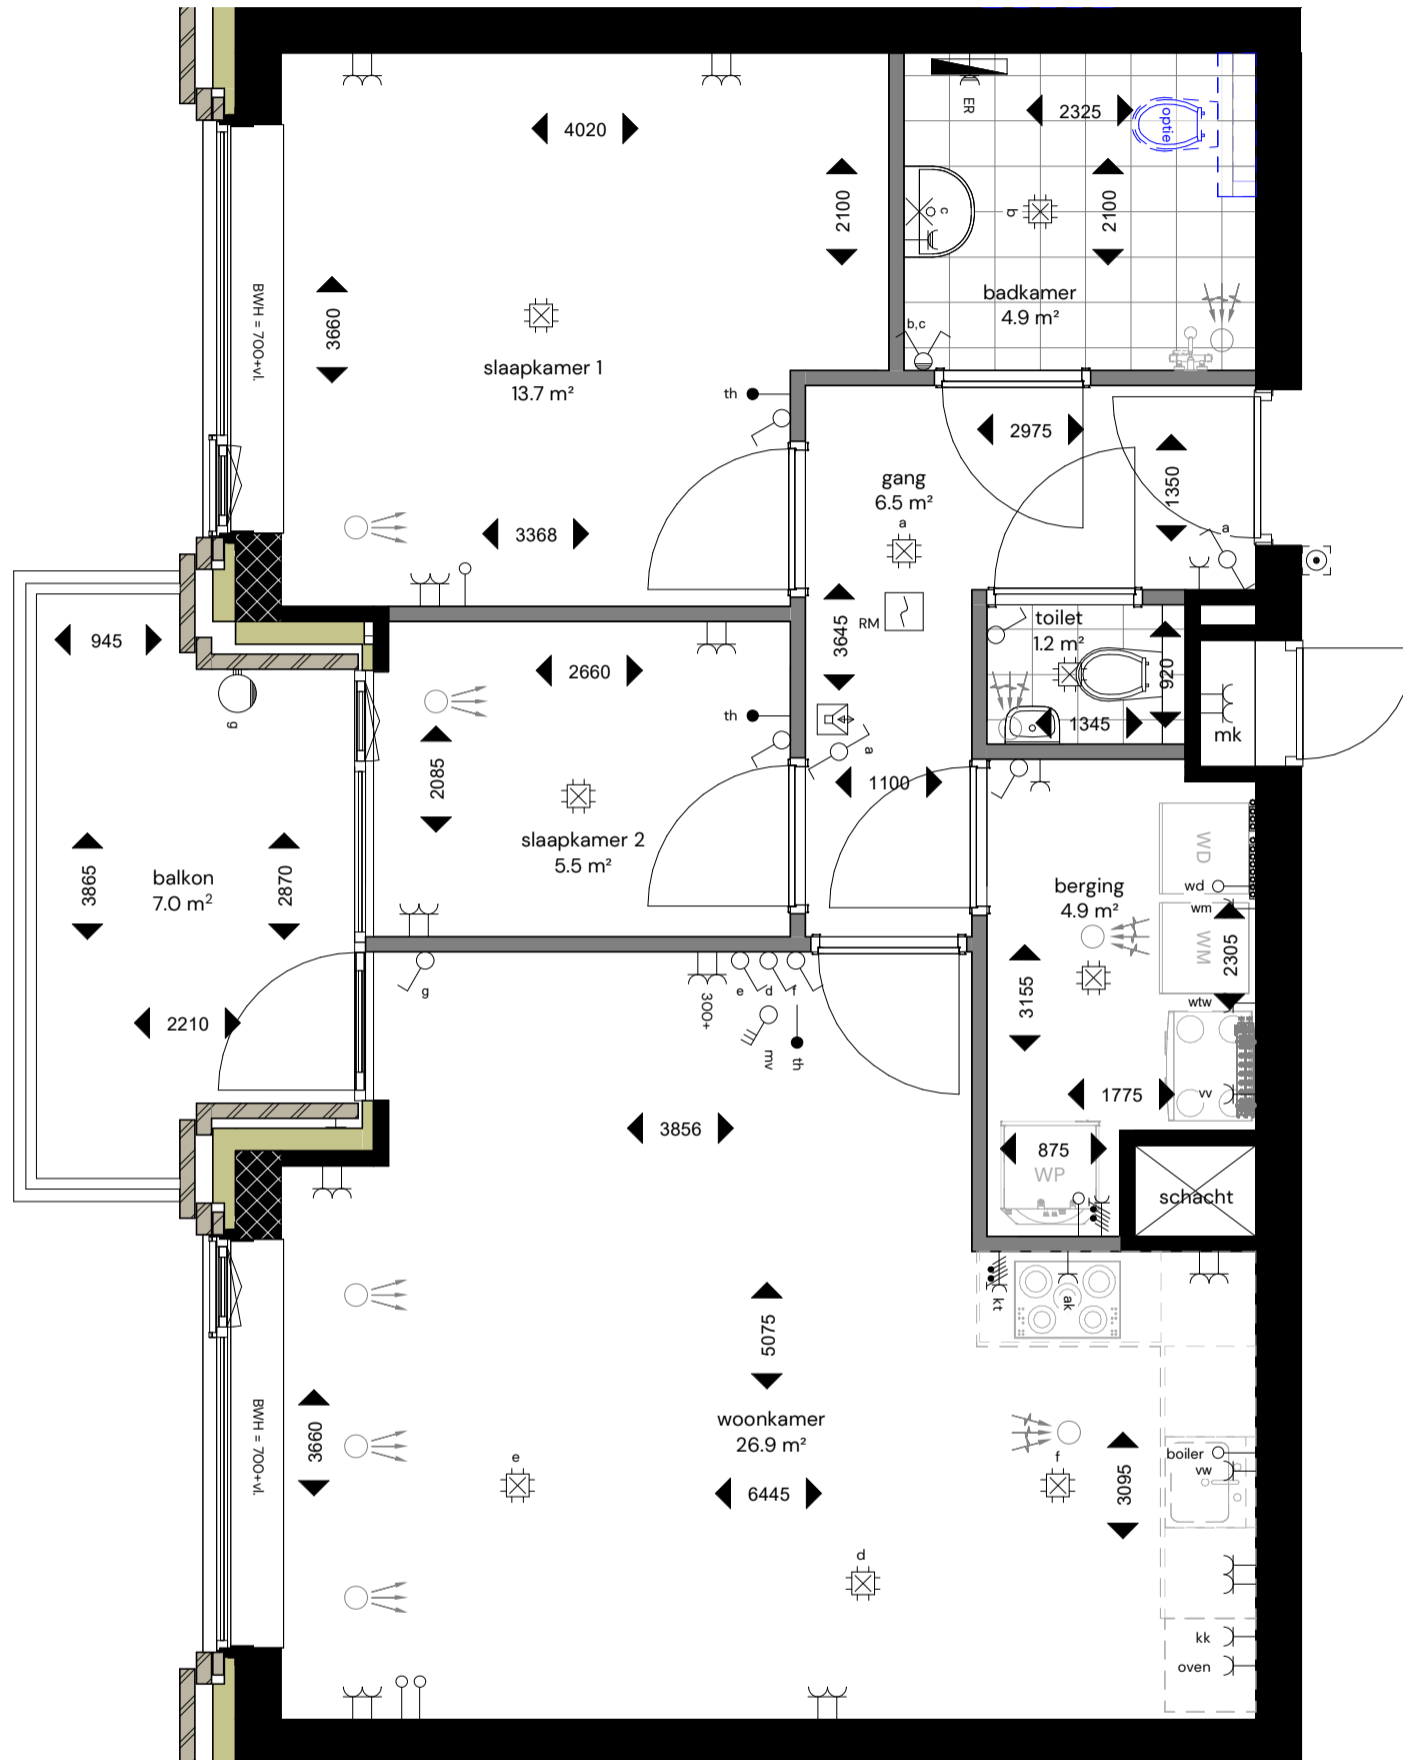 ER
2325
optie
4020
2100
2100
c
b
BWH = 700+vl.
3660
badkamer
4.9 m²
b,c
slaapkamer 1
13.7 m²
th
2975
gang
6.5 m²
1350
a
a
3368
3645
RM
toilet
1.2 m²
945
2660
920
g
th
1345
mk
a
2085
1100
slaapkamer 2
5.5 m²
3865
balkon
7.0 m²
2870
WD
wd
berging
4.9 m²
wm
WM
2305
g
300+
e
d
f
mv
th
3155
wtw
2210
1775
vv
3856
875
WP
schacht
kt
ak
5075
BWH = 700+vl.
3660
woonkamer
26.9 m²
e
6445
f
3095
boiler
vw
d
kk
oven